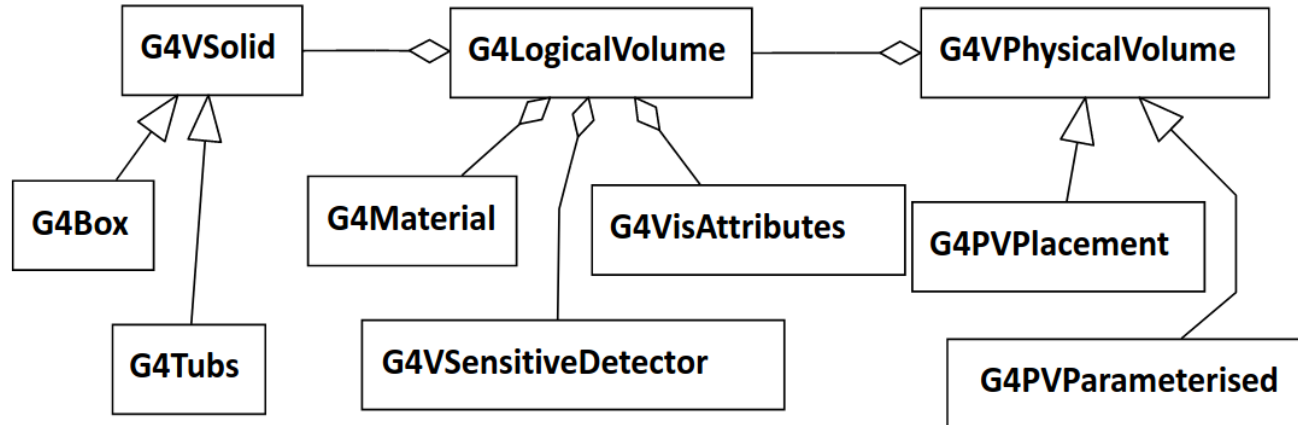 G4VSolid
G4LogicalVolume
G4VPhysicalVolume
G4Box
G4Material
G4VisAttributes
G4PVPlacement
G4Tubs
G4VSensitiveDetector
G4PVParameterised